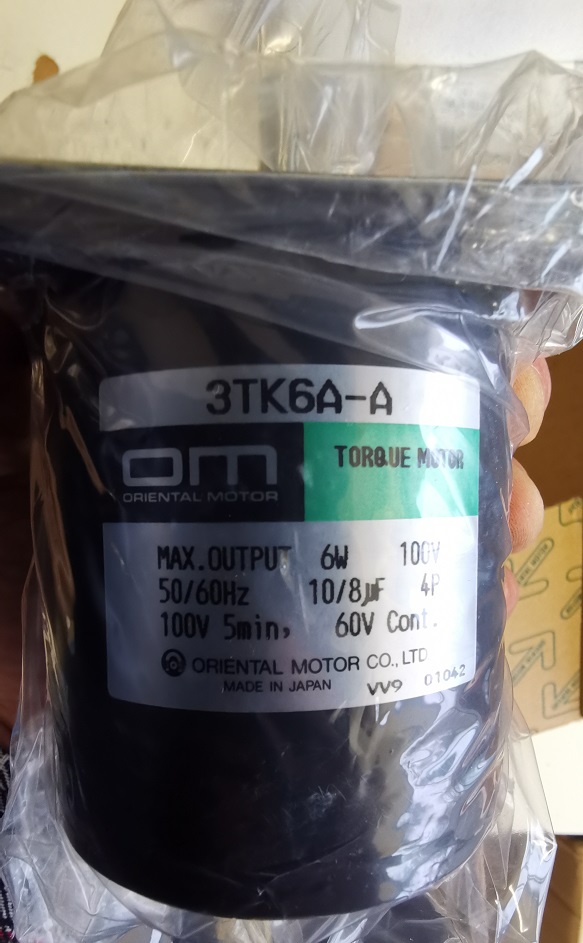 3TK6A-A
om
ORIENTAL MOTOR
TORQUE MOTOR
MAX.OUTPUT 6W 100V
50/60Hz 10/8µF 4P
100V 5min, 60V Cont.
ORIENTAL MOTOR CO., LTD
MADE IN JAPAN VV9 01042